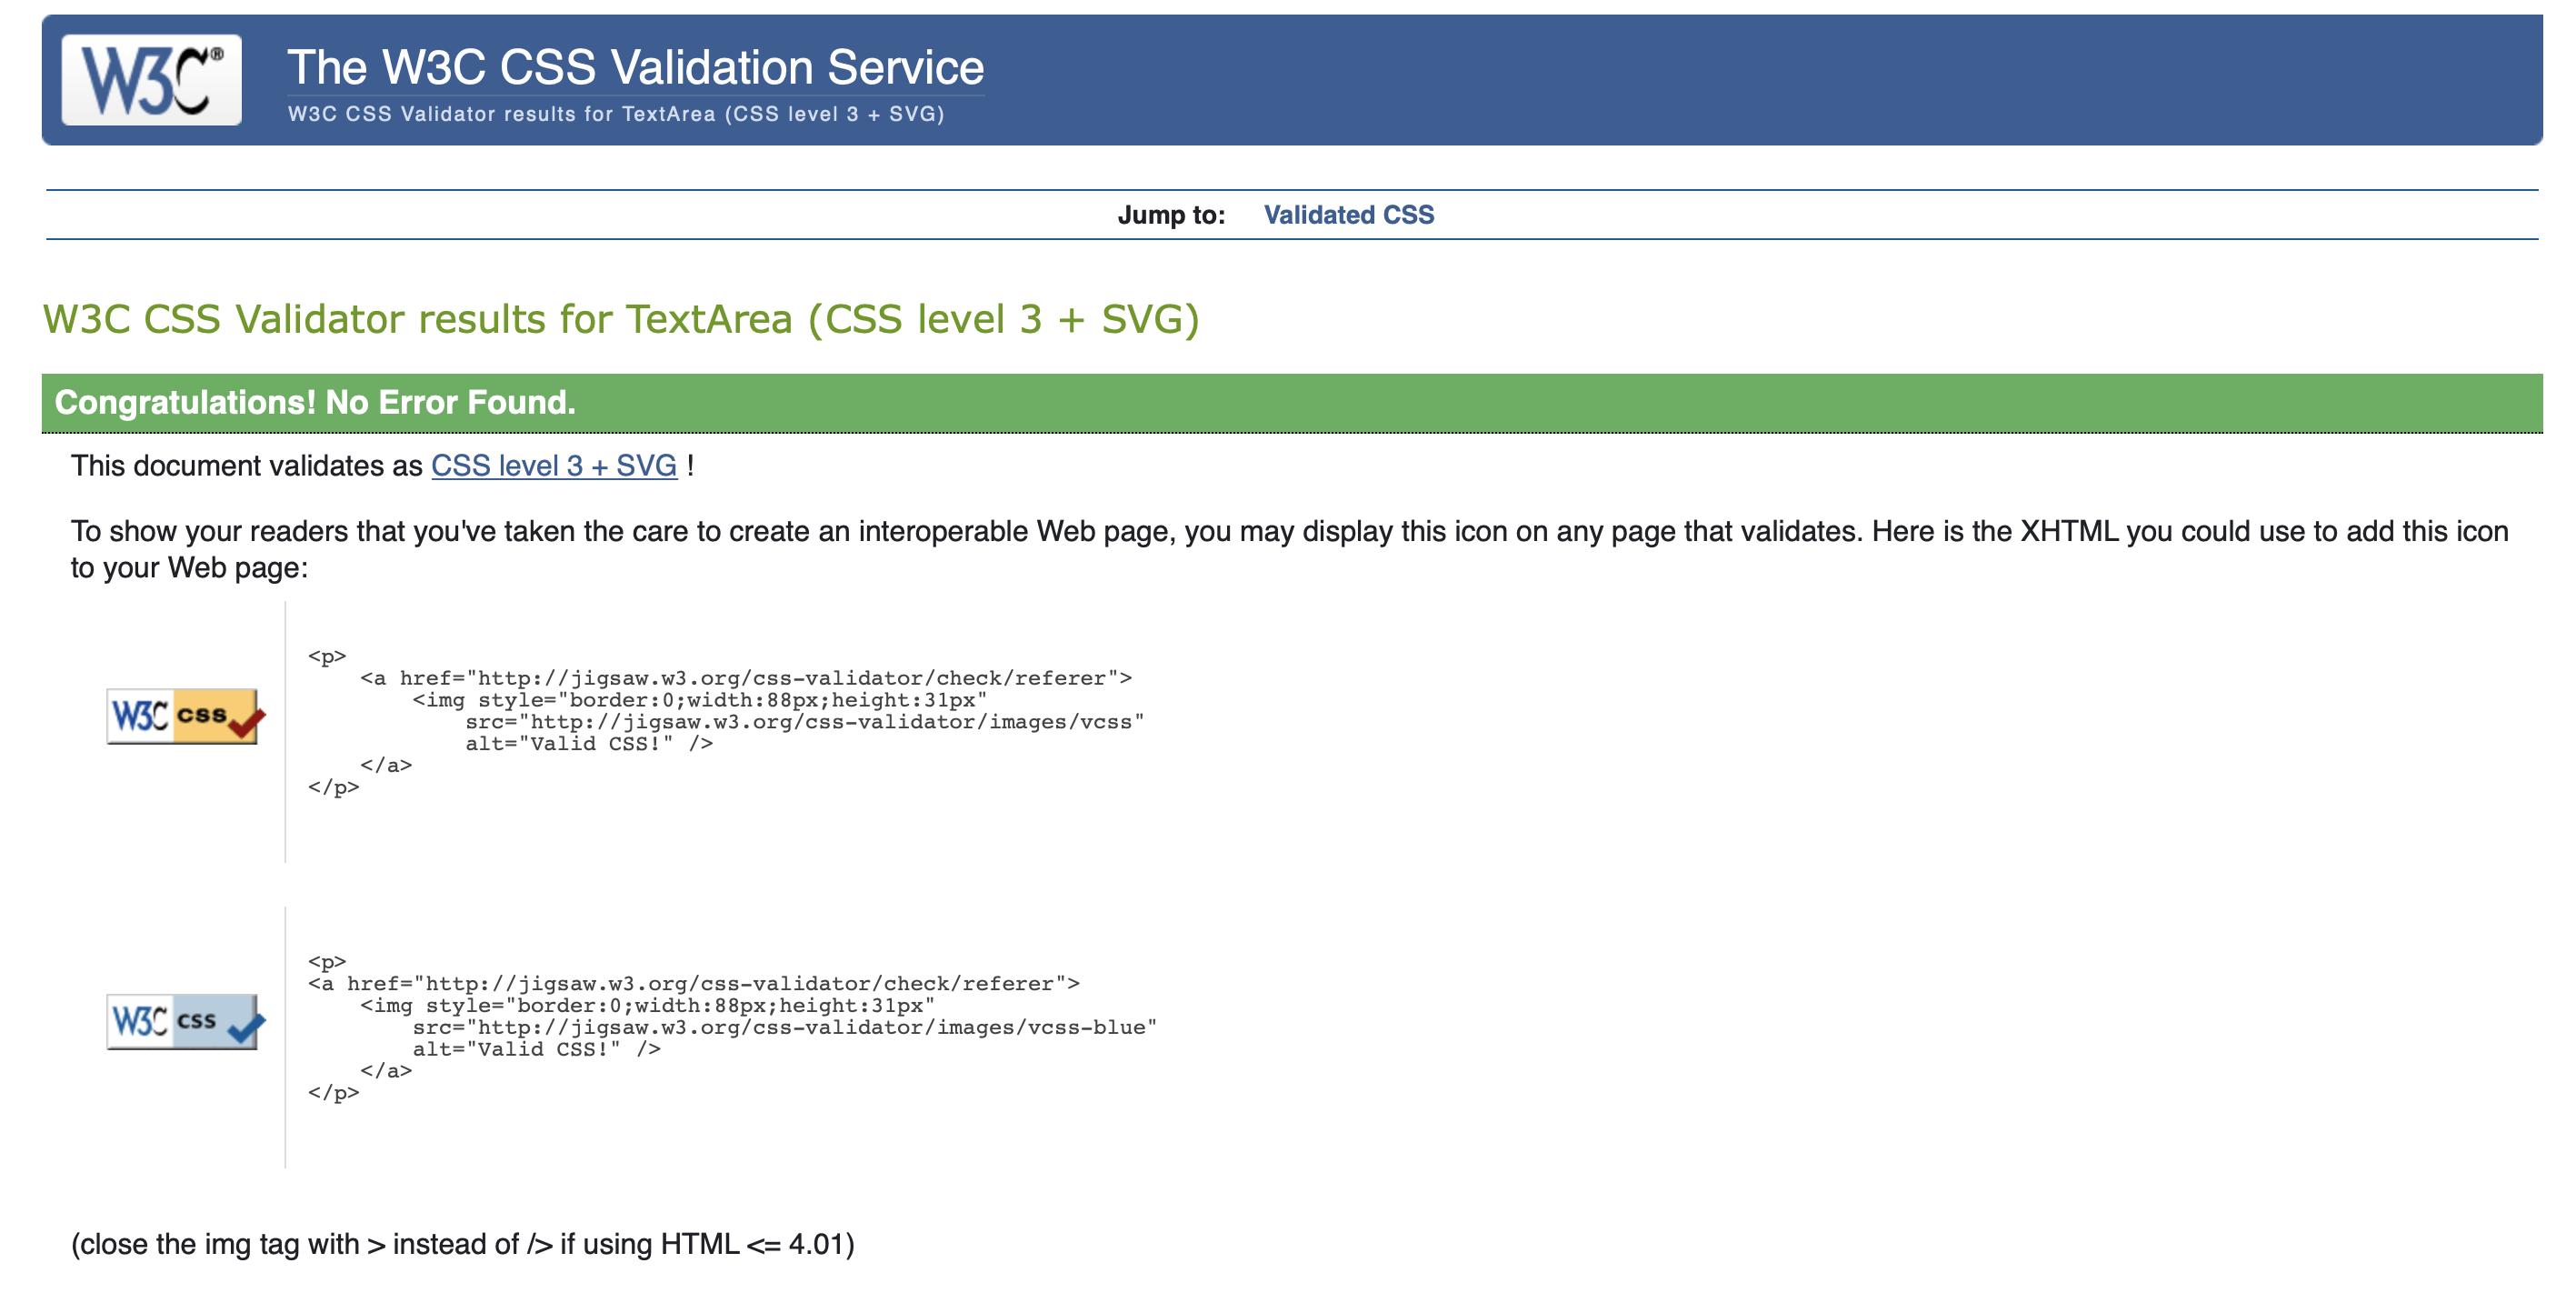 W3C®
The W3C CSS Validation Service
W3C CSS Validator results for TextArea (CSS level 3 + SVG)
Jump to: Validated CSS
W3C CSS Validator results for TextArea (CSS level 3 + SVG)
Congratulations! No Error Found.
This document validates as CSS level 3 + SVG !
To show your readers that you've taken the care to create an interoperable Web page, you may display this icon on any page that validates. Here is the XHTML you could use to add this icon
to your Web page:
W3C css
<p>
    <a href="http://jigsaw.w3.org/css-validator/check/referer">
        <img style="border:0;width:88px;height:31px"
            src="http://jigsaw.w3.org/css-validator/images/vcss"
            alt="Valid CSS!" />
    </a>
</p>
W3C css
<p>
<a href="http://jigsaw.w3.org/css-validator/check/referer">
    <img style="border:0;width:88px;height:31px"
        src="http://jigsaw.w3.org/css-validator/images/vcss-blue"
        alt="Valid CSS!" />
    </a>
</p>
(close the img tag with > instead of /> if using HTML <= 4.01)